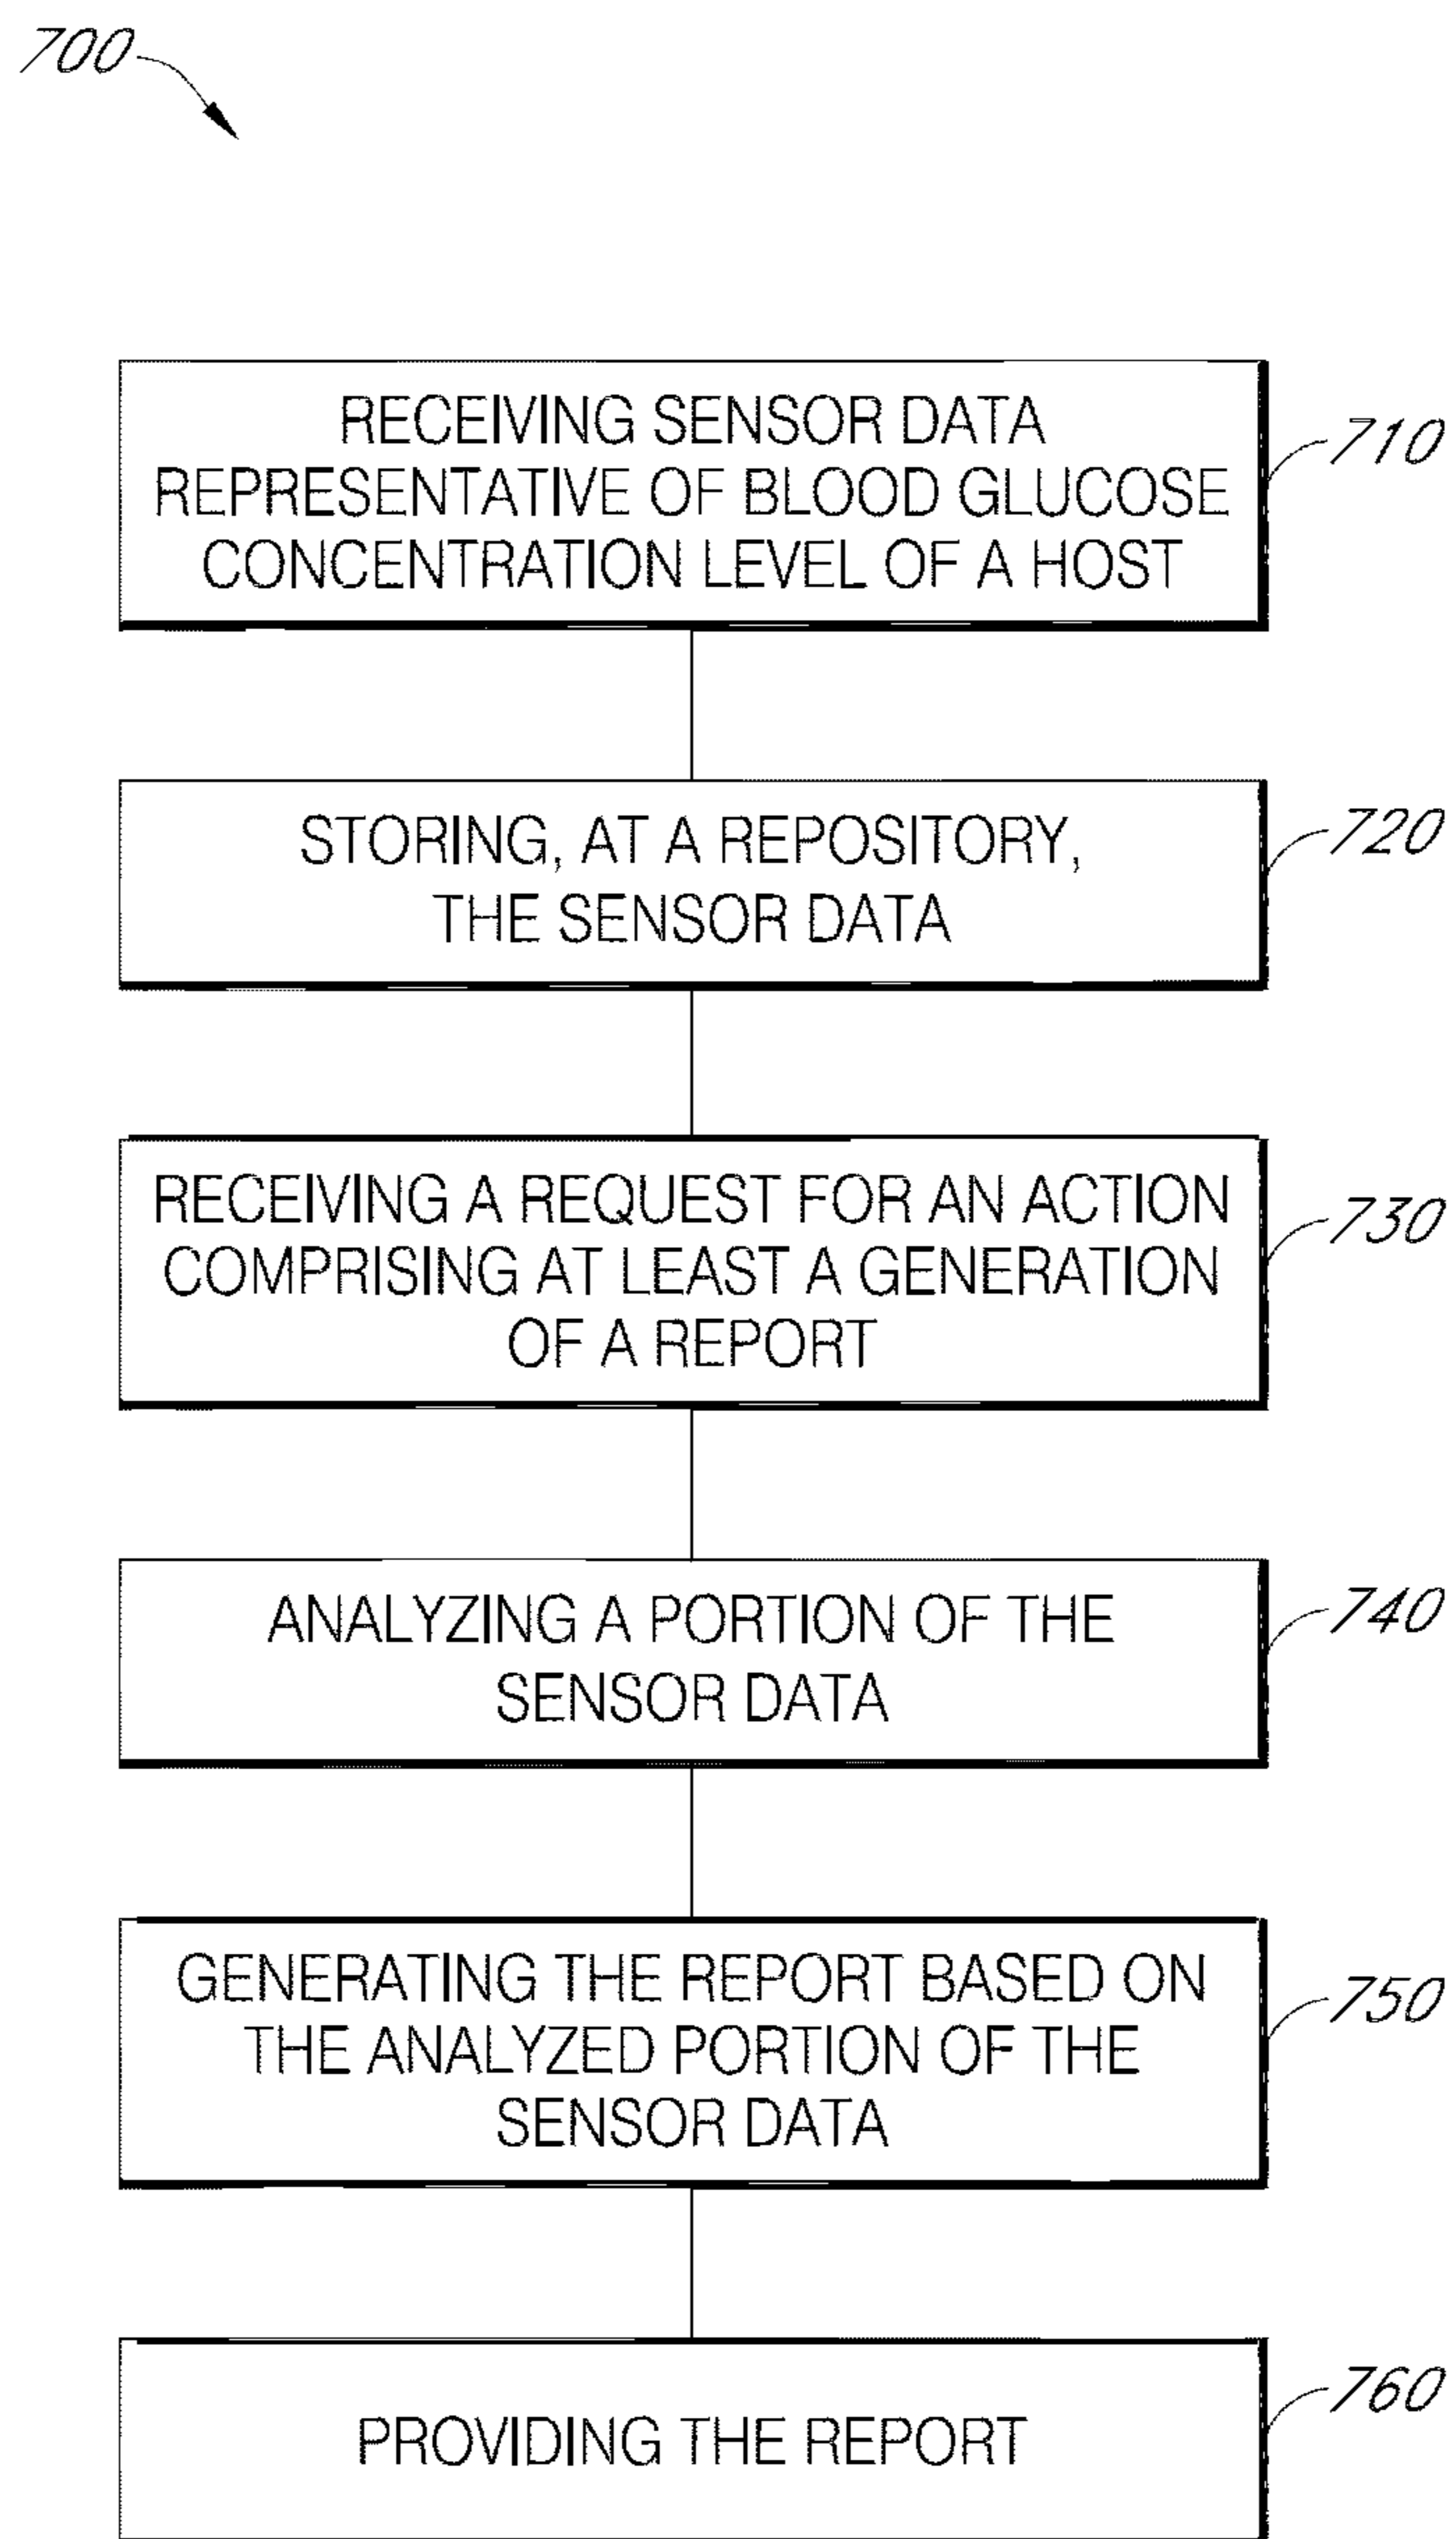 700
RECEIVING SENSOR DATA
REPRESENTATIVE OF BLOOD GLUCOSE
CONCENTRATION LEVEL OF A HOST
710
STORING, AT A REPOSITORY,
THE SENSOR DATA
720
RECEIVING A REQUEST FOR AN ACTION
COMPRISING AT LEAST A GENERATION
OF A REPORT
730
ANALYZING A PORTION OF THE
SENSOR DATA
740
GENERATING THE REPORT BASED ON
THE ANALYZED PORTION OF THE
SENSOR DATA
750
PROVIDING THE REPORT
760